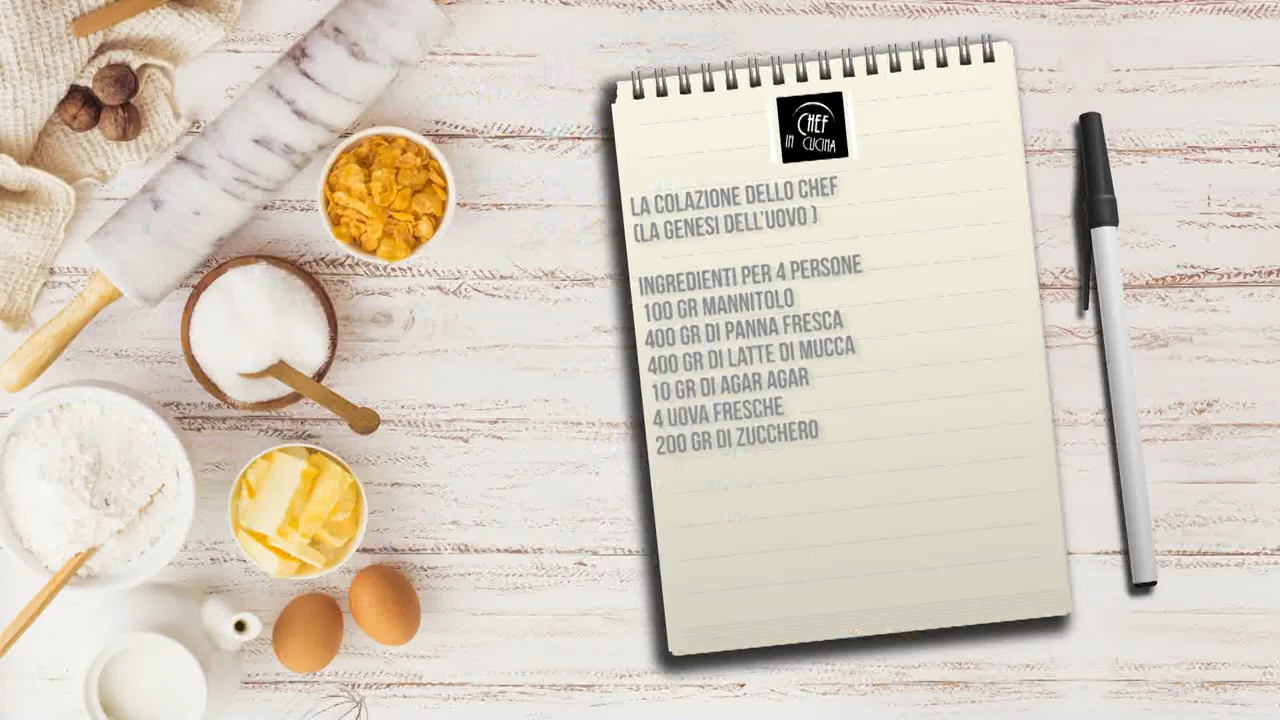 CHEF
IN CUCINA
LA COLAZIONE DELLO CHEF
(LA GENESI DELL'UOVO )
INGREDIENTI PER 4 PERSONE
100 GR MANNITOLO
400 GR DI PANNA FRESCA
400 GR DI LATTE DI MUCCA
10 GR DI AGAR AGAR
4 UOVA FRESCHE
200 GR DI ZUCCHERO